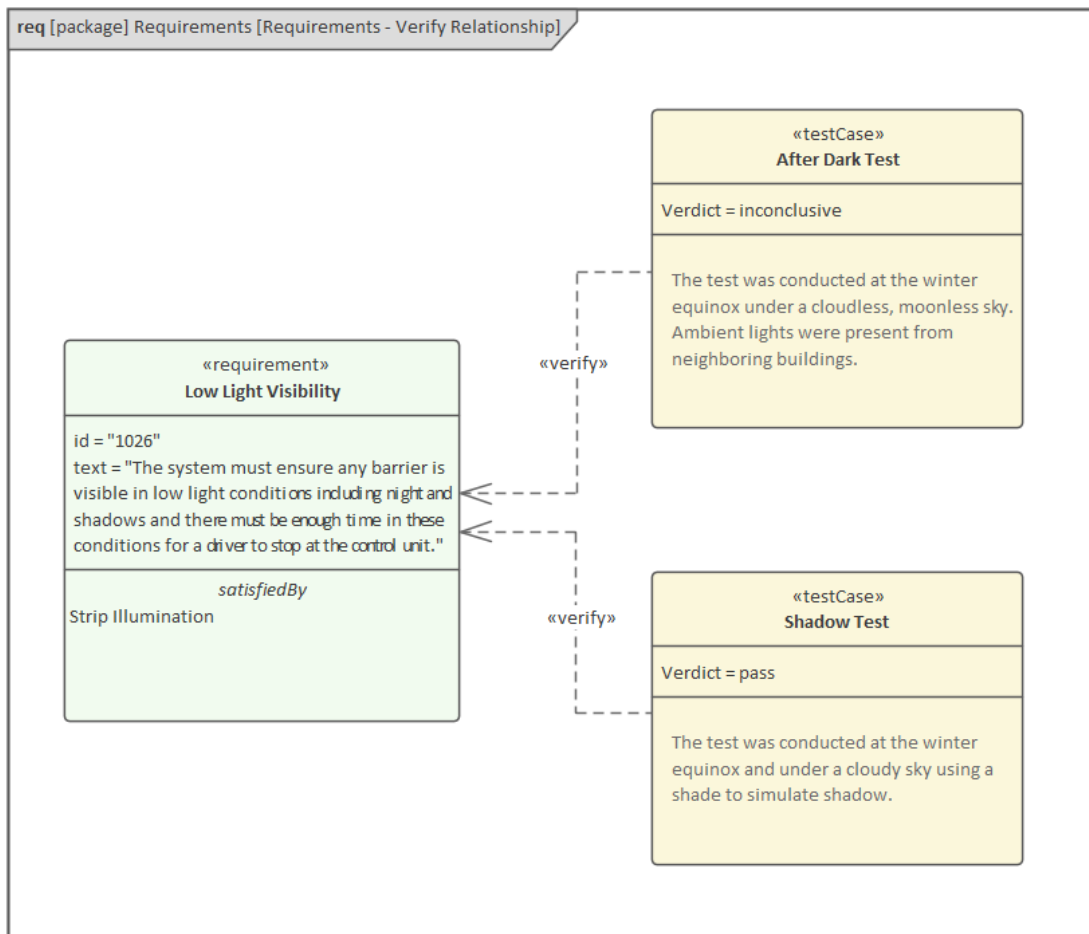 req [package] Requirements [Requirements - Verify Relationship]
«testCase»
After Dark Test
Verdict = inconclusive
The test was conducted at the winter
equinox under a cloudless, moonless sky.
Ambient lights were present from
neighboring buildings.
«verify»
«requirement»
Low Light Visibility
id = "1026"
text = "The system must ensure any barrier is
visible in low light conditions including night and
shadows and there must be enough time in these
conditions for a driver to stop at the control unit."
satisfiedBy
Strip Illumination
«verify»
«testCase»
Shadow Test
Verdict = pass
The test was conducted at the winter
equinox and under a cloudy sky using a
shade to simulate shadow.